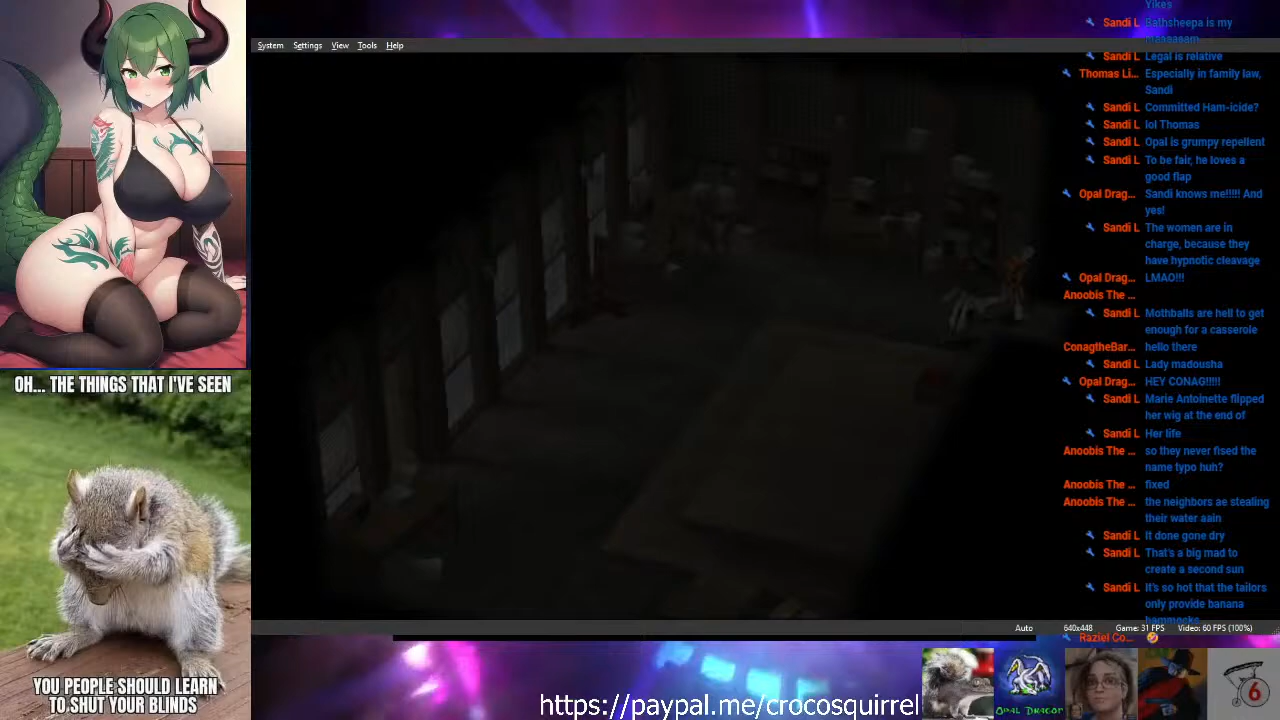 System Settings View Tools Help
Yikes
Sandi L Bathsheepa is my
maaaaam
Sandi L Legal is relative
Thomas Li... Especially in family law,
Sandi
Sandi L Committed Ham-icide?
Sandi L lol Thomas
Sandi L Opal is grumpy repellent
Sandi L To be fair, he loves a
good flap
Opal Drag... Sandi knows me!!!!! And
yes!
Sandi L The women are in
charge, because they
have hypnotic cleavage
Opal Drag... LMAO!!!
Anoobis The ...
Sandi L Mothballs are hell to get
enough for a casserole
ConagtheBar... hello there
Sandi L Lady madousha
Opal Drag... HEY CONAG!!!!!
Sandi L Marie Antoinette flipped
her wig at the end of
Sandi L Her life
Anoobis The ... so they never fised the
name typo huh?
Anoobis The ... fixed
Anoobis The ... the neighbors ae stealing
their water aain
Sandi L It done gone dry
Sandi L That's a big mad to
create a second sun
Sandi L It's so hot that the tailors
only provide banana
hammocks
Raziel Co... 🤣
OH... THE THINGS THAT I'VE SEEN
YOU PEOPLE SHOULD LEARN
TO SHUT YOUR BLINDS
Auto 640x448 Game: 31 FPS Video: 60 FPS (100%)
https://paypal.me/crocosquirrel
OPAL DRAGON
6